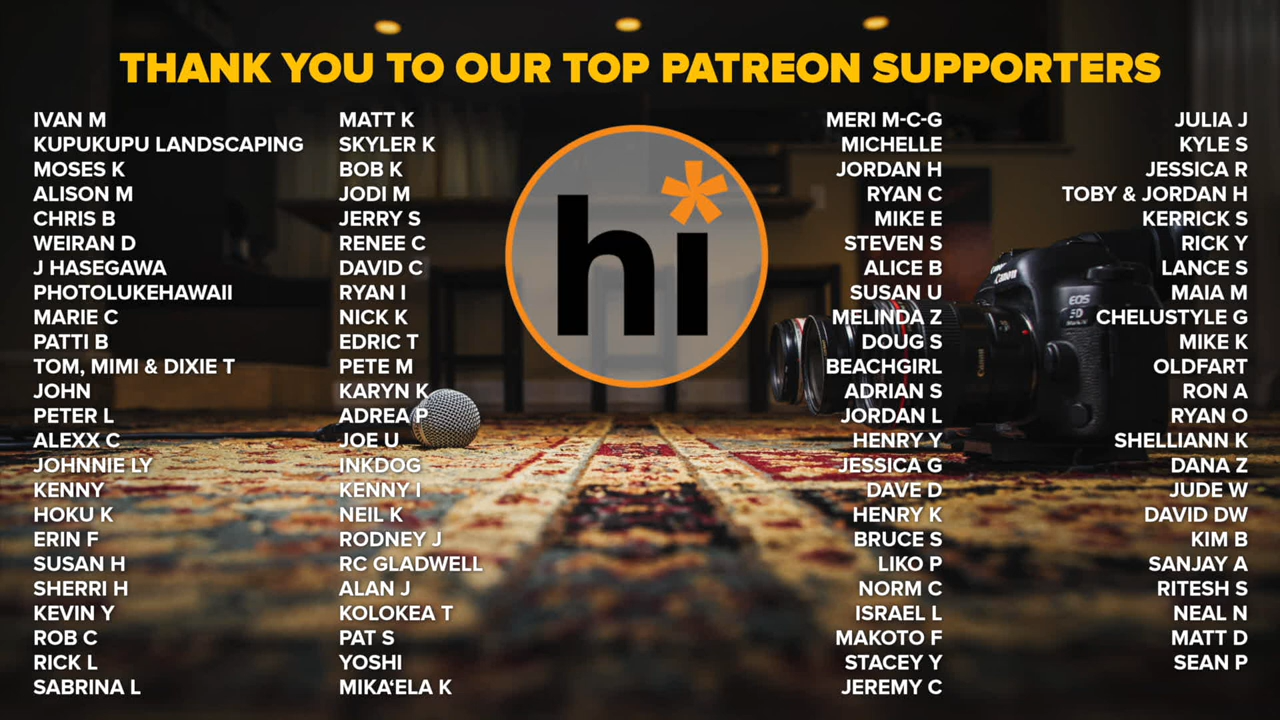 THANK YOU TO OUR TOP PATREON SUPPORTERS
IVAN M
KUPUKUPU LANDSCAPING
MOSES K
ALISON M
CHRIS B
WEIRAN D
J HASEGAWA
PHOTOLUKEHAWAII
MARIE C
PATTI B
TOM, MIMI & DIXIE T
JOHN
PETER L
ALEXX C
JOHNNIE LY
KENNY
HOKU K
ERIN F
SUSAN H
SHERRI H
KEVIN Y
ROB C
RICK L
SABRINA L
MATT K
SKYLER K
BOB K
JODI M
JERRY S
RENEE C
DAVID C
RYAN I
NICK K
EDRIC T
PETE M
KARYN K
ADREA P
JOE U
INKDOG
KENNY I
NEIL K
RODNEY J
RC GLADWELL
ALAN J
KOLOKEA T
PAT S
YOSHI
MIKA‘ELA K
hi*
MERI M-C-G
MICHELLE
JORDAN H
RYAN C
MIKE E
STEVEN S
ALICE B
SUSAN U
MELINDA Z
DOUG S
BEACHGIRL
ADRIAN S
JORDAN L
HENRY Y
JESSICA G
DAVE D
HENRY K
BRUCE S
LIKO P
NORM C
ISRAEL L
MAKOTO F
STACEY Y
JEREMY C
JULIA J
KYLE S
JESSICA R
TOBY & JORDAN H
KERRICK S
RICK Y
LANCE S
MAIA M
CHELUSTYLE G
MIKE K
OLDFART
RON A
RYAN O
SHELLIANN K
DANA Z
JUDE W
DAVID DW
KIM B
SANJAY A
RITESH S
NEAL N
MATT D
SEAN P
Canon
EOS
5D
Canon